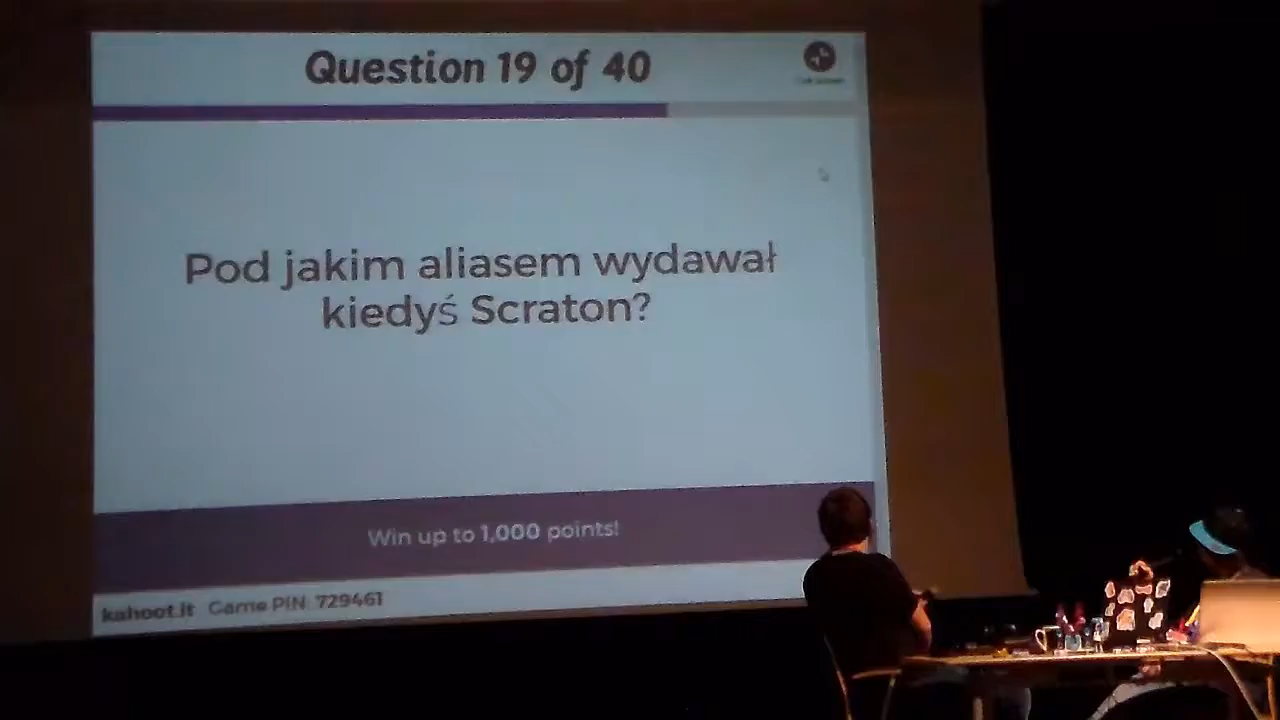 Question 19 of 40
Pod jakim aliasem wydawał
kiedyś Scraton?
Win up to 1,000 points!
kahoot.it Game PIN: 729461